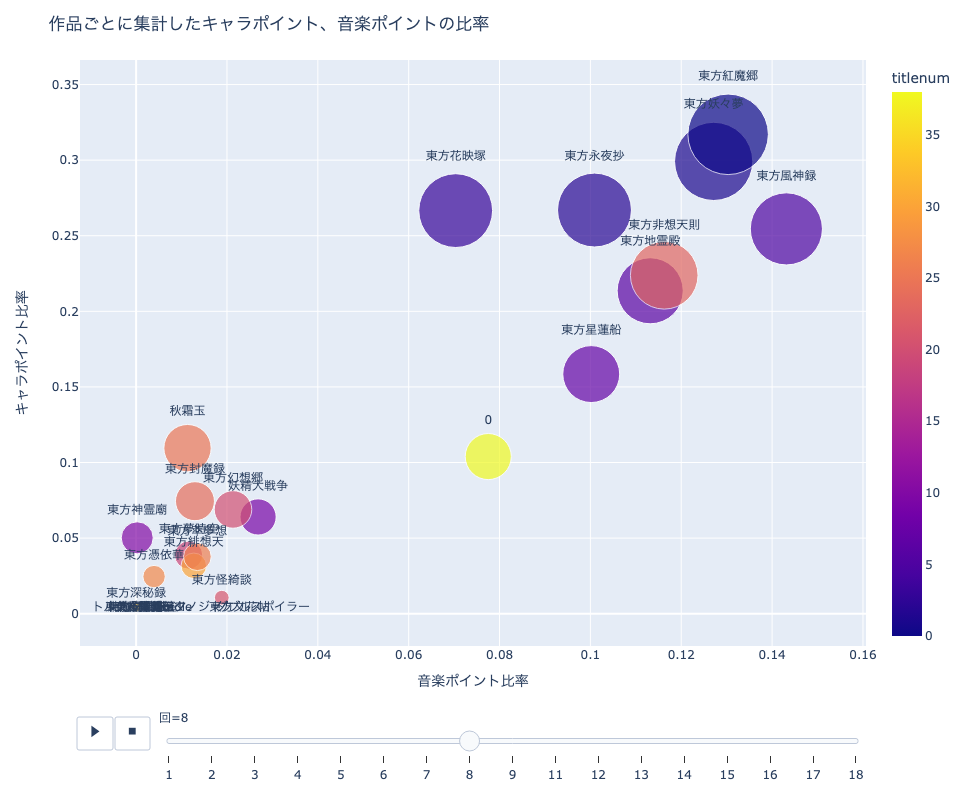 作品ごとに集計したキャラポイント、音楽ポイントの比率
titlenum
東方紅魔郷
東方妖々夢
東方花映塚
東方永夜抄
東方風神録
東方非想天則
東方地霊殿
東方星蓮船
秋霜玉
0
東方封魔録
東方幻想郷
妖精大戦争
東方神霊廟
東方緋想天
東方憑依華
東方怪綺談
東方深秘録
キャラポイント比率
0.35
0.3
0.25
0.2
0.15
0.1
0.05
0
0
0.02
0.04
0.06
0.08
0.1
0.12
0.14
0.16
音楽ポイント比率
35
30
25
20
15
10
5
0
回=8
1
2
3
4
5
6
7
8
9
10
11
12
13
14
15
16
17
18